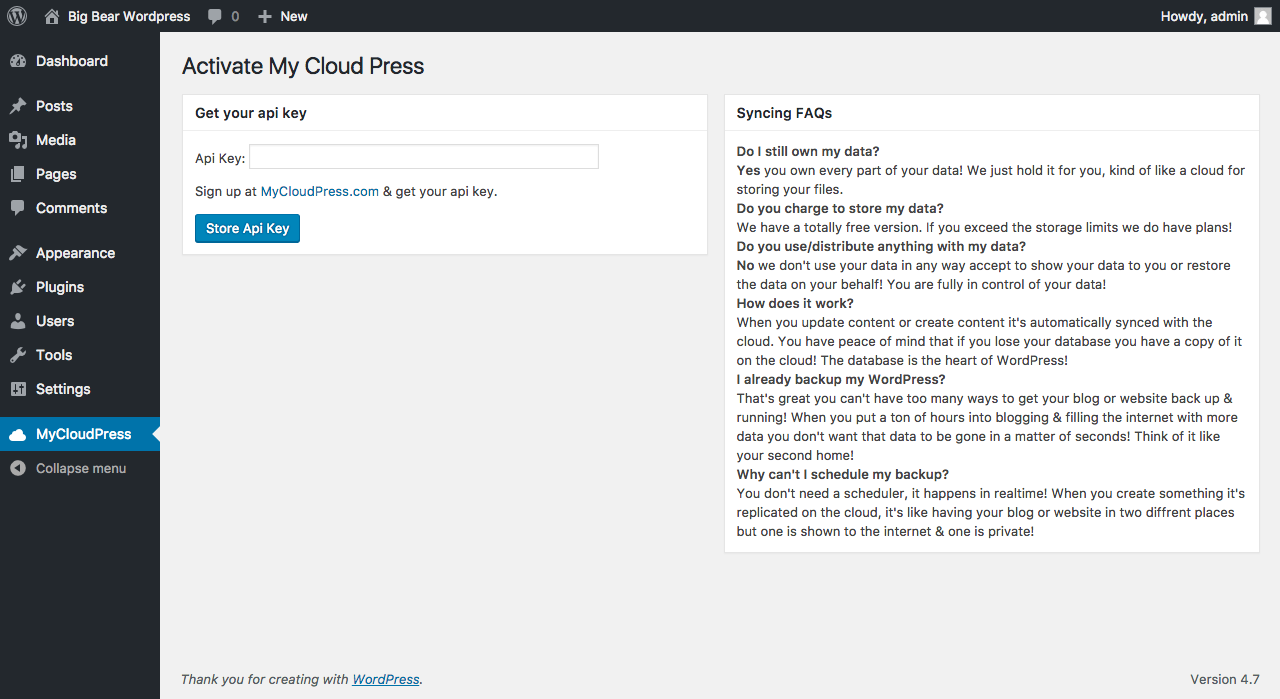 Big Bear Wordpress 0 New Howdy, admin
Dashboard
Posts
Media
Pages
Comments
Appearance
Plugins
Users
Tools
Settings
MyCloudPress
Collapse menu
Activate My Cloud Press
Get your api key
Api Key:
Sign up at MyCloudPress.com & get your api key.
Store Api Key
Syncing FAQs
Do I still own my data?
Yes you own every part of your data! We just hold it for you, kind of like a cloud for
storing your files.
Do you charge to store my data?
We have a totally free version. If you exceed the storage limits we do have plans!
Do you use/distribute anything with my data?
No we don't use your data in any way accept to show your data to you or restore
the data on your behalf! You are fully in control of your data!
How does it work?
When you update content or create content it's automatically synced with the
cloud. You have peace of mind that if you lose your database you have a copy of it
on the cloud! The database is the heart of WordPress!
I already backup my WordPress?
That's great you can't have too many ways to get your blog or website back up &
running! When you put a ton of hours into blogging & filling the internet with more
data you don't want that data to be gone in a matter of seconds! Think of it like
your second home!
Why can't I schedule my backup?
You don't need a scheduler, it happens in realtime! When you create something it's
replicated on the cloud, it's like having your blog or website in two diffrent places
but one is shown to the internet & one is private!
Thank you for creating with WordPress.
Version 4.7